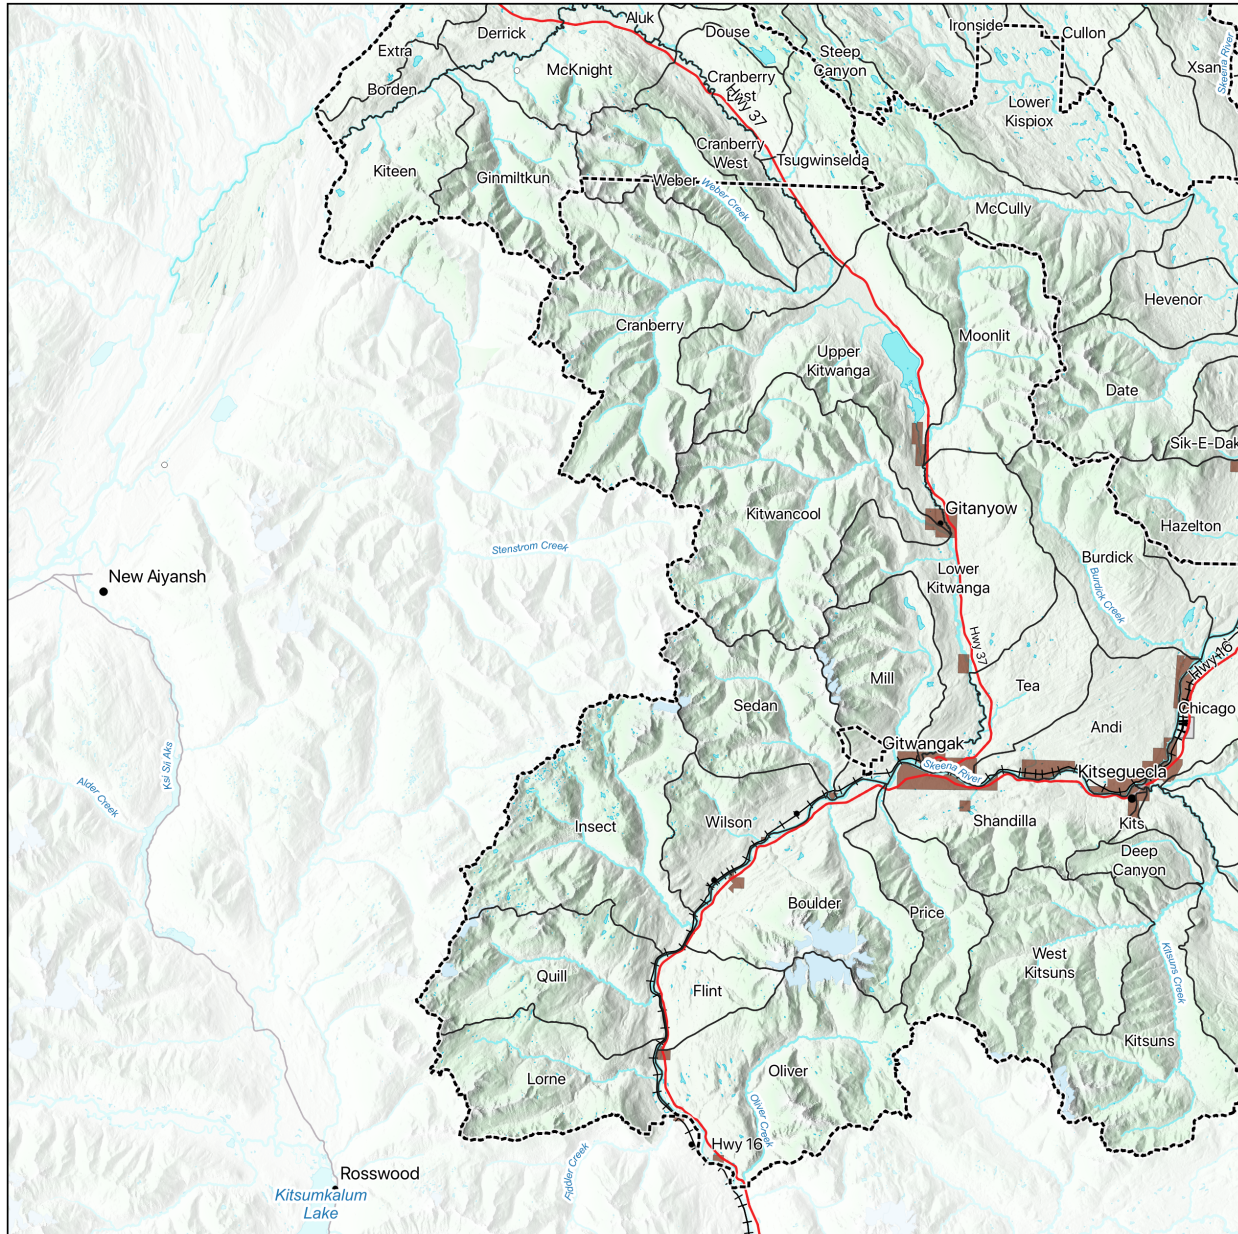 Aluk
Ironside
Derrick
Douse
Cullon
Extra
Steep
Canyon
Skeena River
Xsan
McKnight
Cranberry
East
Borden
Hwy 37
Lower
Kispiox
Cranberry
West
Tsugwinselda
Kiteen
Ginmiltkun
Weber
Weber Creek
McCully
Hevenor
Cranberry
Moonlit
Upper
Kitwanga
Date
Sik-E-Dak
Kitwancool
Gitanyow
Hazelton
Stenstrom Creek
Burdick
New Aiyansh
Lower
Kitwanga
Burdick Creek
Hwy 37
Hwy 16
Mill
Tea
Sedan
Chicago
Andi
Gitwangak
Ksi Sii Aks
Skeena River
Kitseguecla
Alder Creek
Wilson
Shandilla
Kits
Insect
Deep
Canyon
Boulder
Price
West
Kitsuns
Kitsuns Creek
Quill
Flint
Kitsuns
Oliver
Lorne
Oliver Creek
Hwy 16
Fiddler Creek
Rosswood
Kitsumkalum
Lake